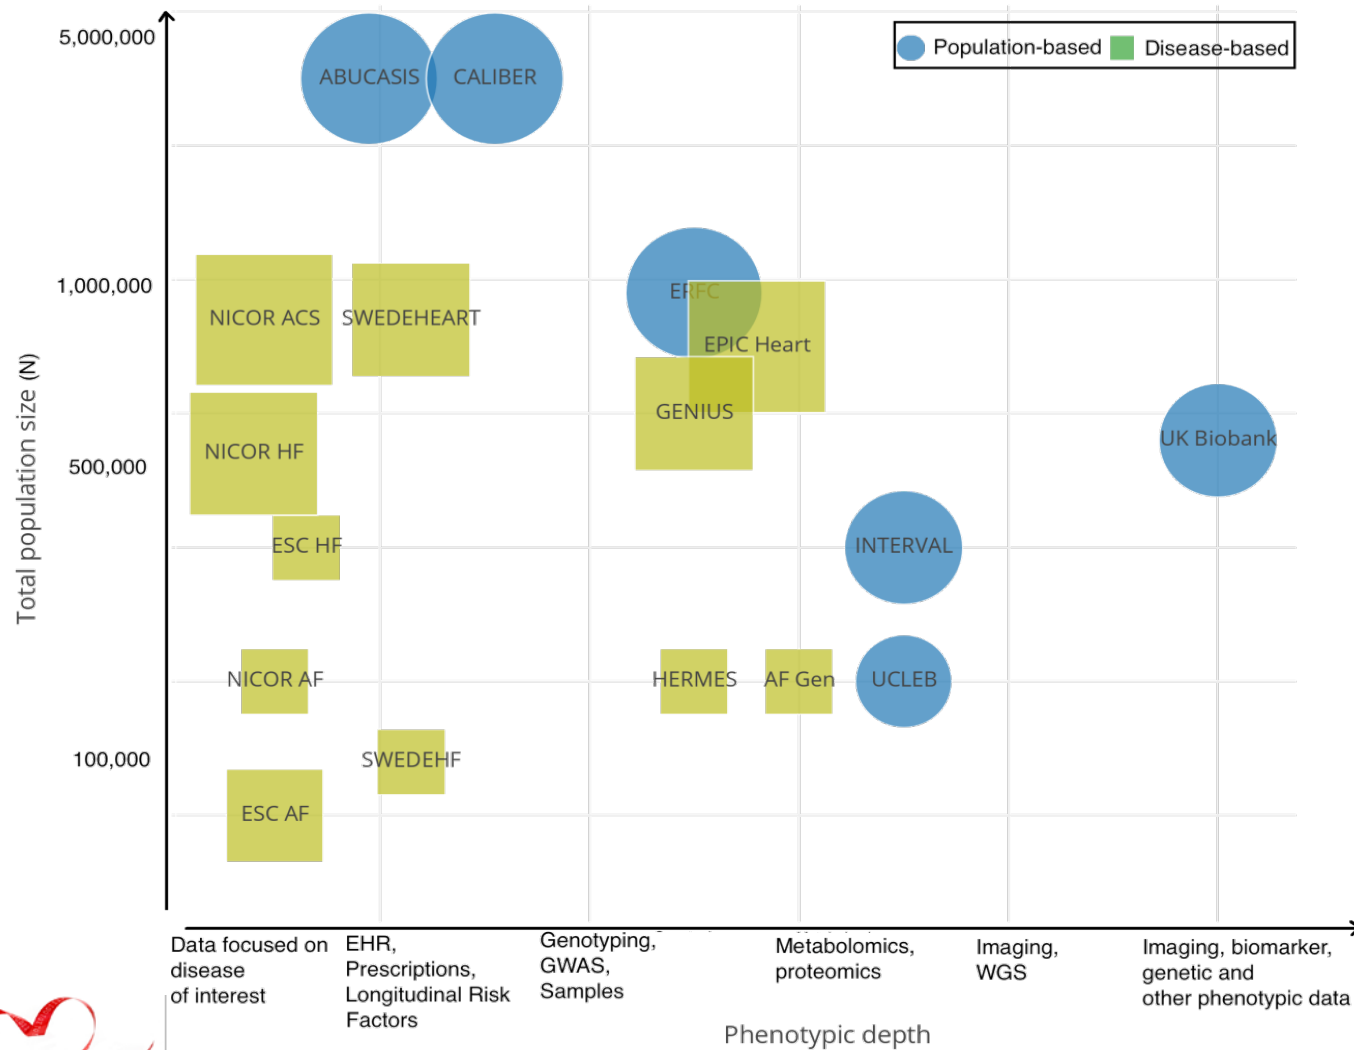 5,000,000
Population-based
Disease-based
ABUCASIS
CALIBER
1,000,000
ERFC
NICOR ACS
SWEDEHEART
EPIC Heart
GENIUS
UK Biobank
NICOR HF
500,000
ESC HF
INTERVAL
NICOR AF
HERMES
AF Gen
UCLEB
100,000
SWEDEHF
ESC AF
Total population size (N)
Data focused on
disease
of interest
EHR,
Prescriptions,
Longitudinal Risk
Factors
Genotyping,
GWAS,
Samples
Metabolomics,
proteomics
Imaging,
WGS
Imaging, biomarker,
genetic and
other phenotypic data
Phenotypic depth